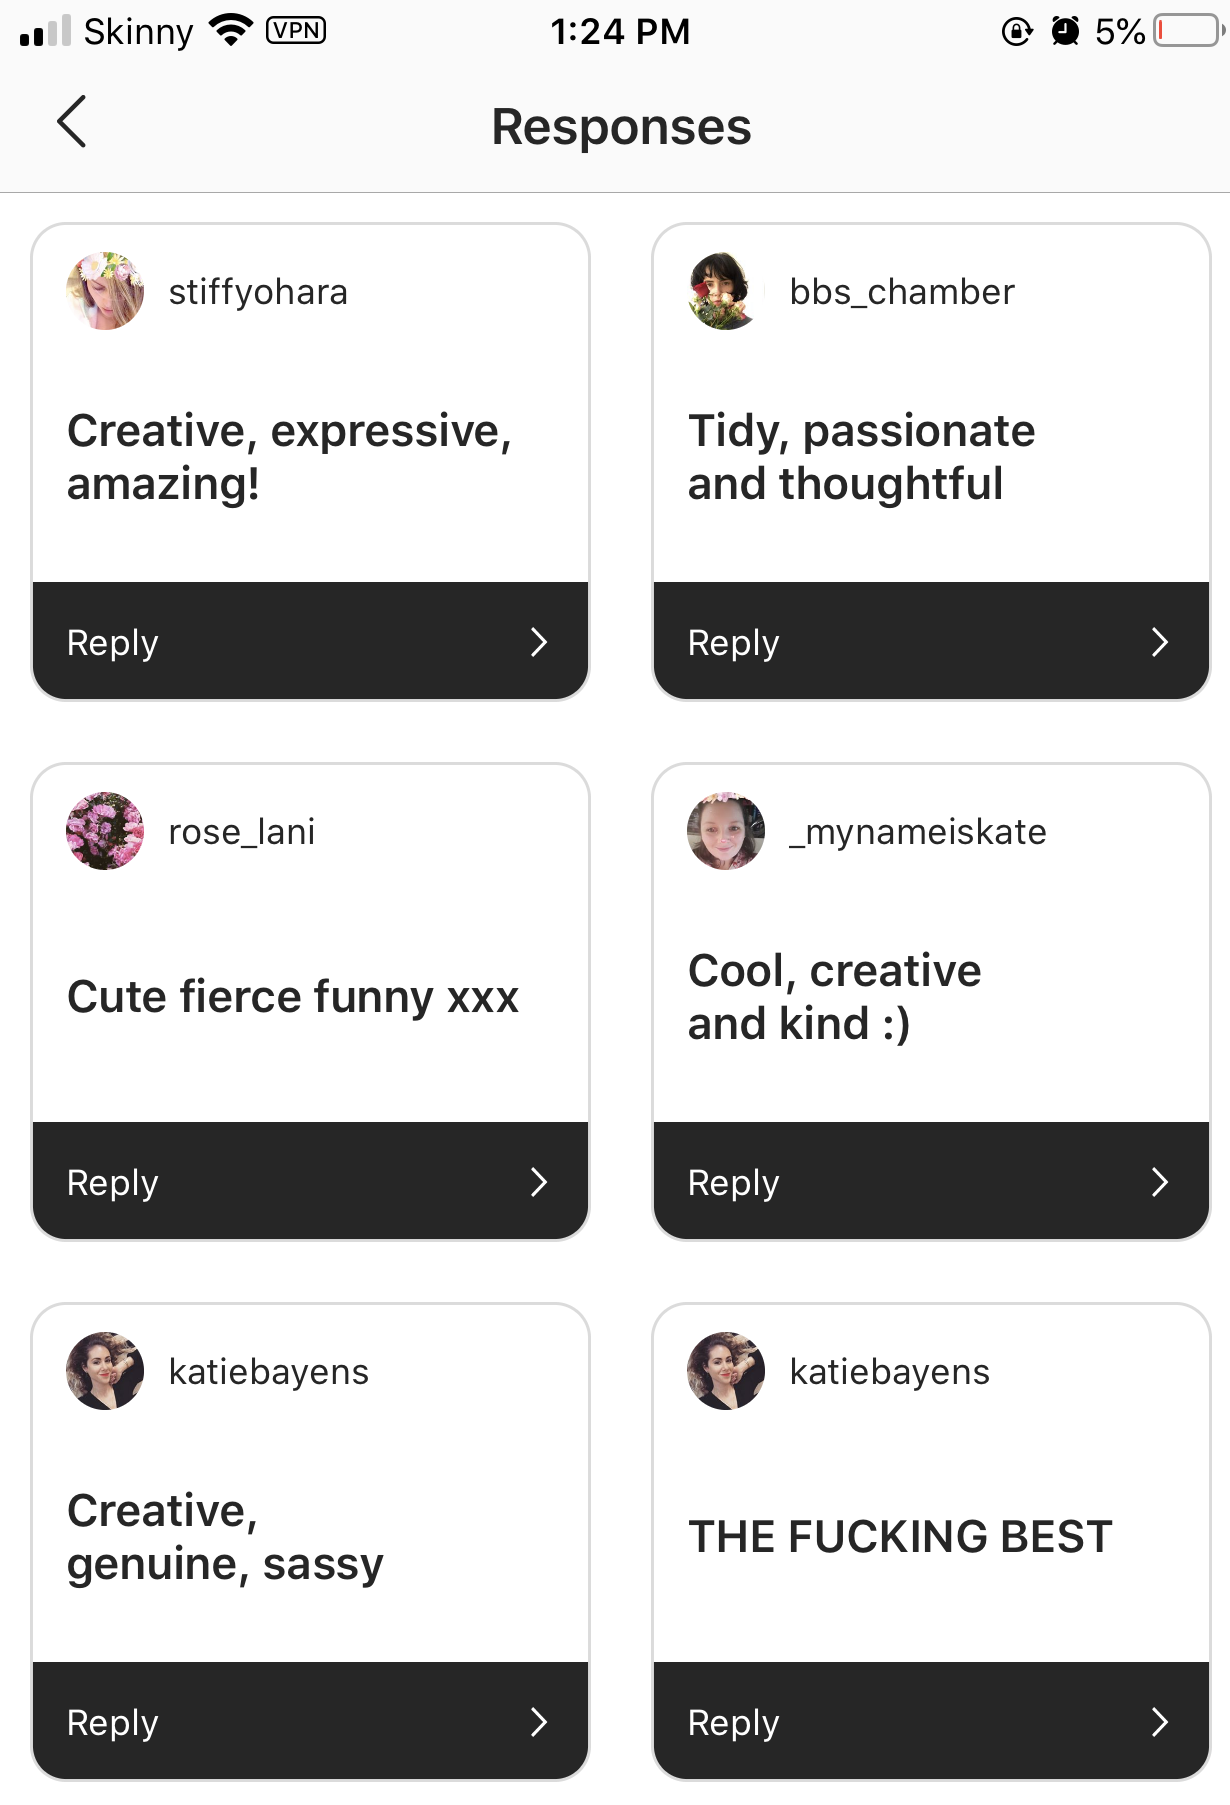 Skinny VPN 1:24 PM 5%
Responses
stiffyohara
Creative, expressive,
amazing!
Reply
bbs_chamber
Tidy, passionate
and thoughtful
Reply
rose_lani
Cute fierce funny xxx
Reply
_mynameiskate
Cool, creative
and kind :)
Reply
katiebayens
Creative,
genuine, sassy
Reply
katiebayens
THE FUCKING BEST
Reply